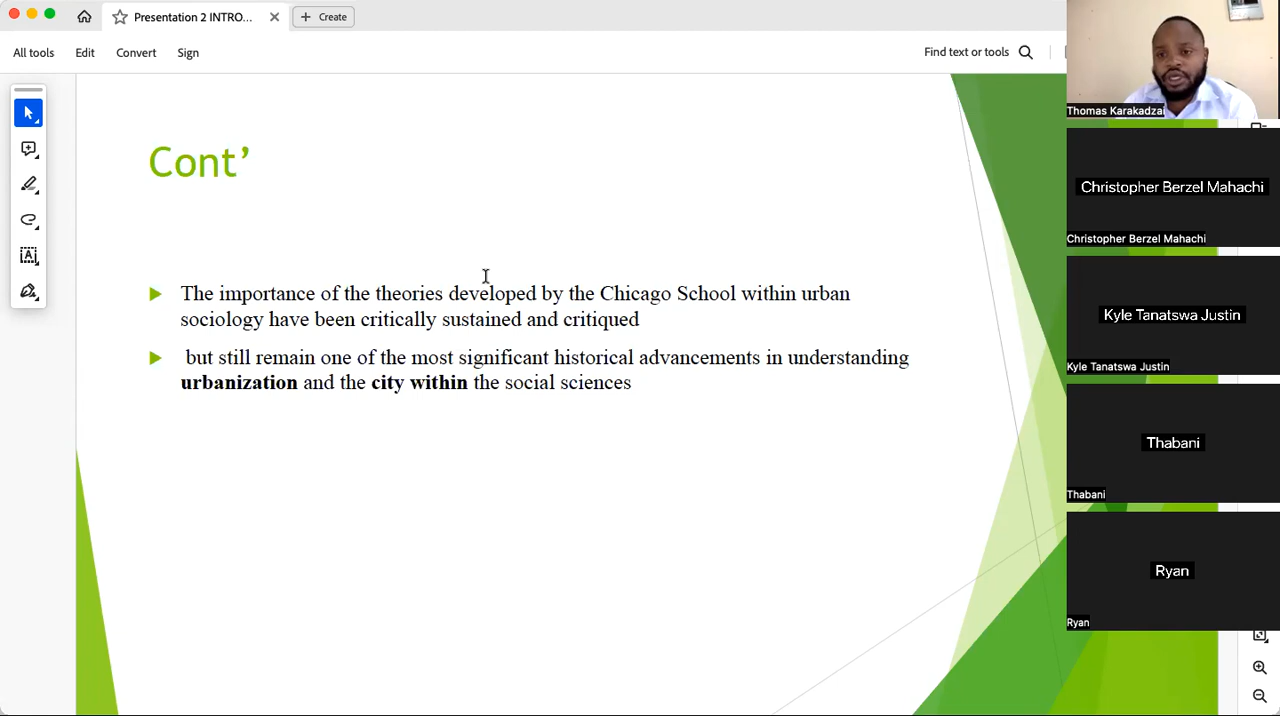 Presentation 2 INTRO...
Create
All tools
Edit
Convert
Sign
Find text or tools
Cont’
The importance of the theories developed by the Chicago School within urban
sociology have been critically sustained and critiqued
but still remain one of the most significant historical advancements in understanding
urbanization and the city within the social sciences
Thomas Karakadzai
Christopher Berzel Mahachi
Christopher Berzel Mahachi
Kyle Tanatswa Justin
Kyle Tanatswa Justin
Thabani
Thabani
Ryan
Ryan